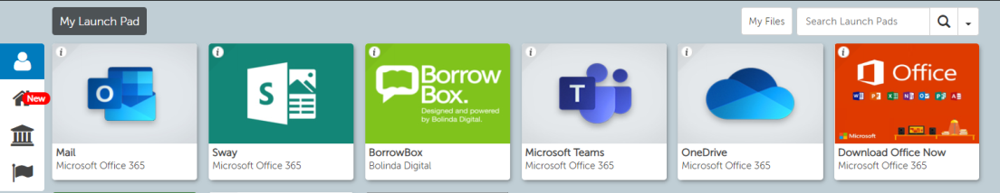 My Launch Pad
My Files
Search Launch Pads
New
O
S
Borrow
Box.
Designed and powered
by Bolinda Digital.
T
Office
Microsoft
Mail
Microsoft Office 365
Sway
Microsoft Office 365
BorrowBox
Bolinda Digital
Microsoft Teams
Microsoft Office 365
OneDrive
Microsoft Office 365
Download Office Now
Microsoft Office 365